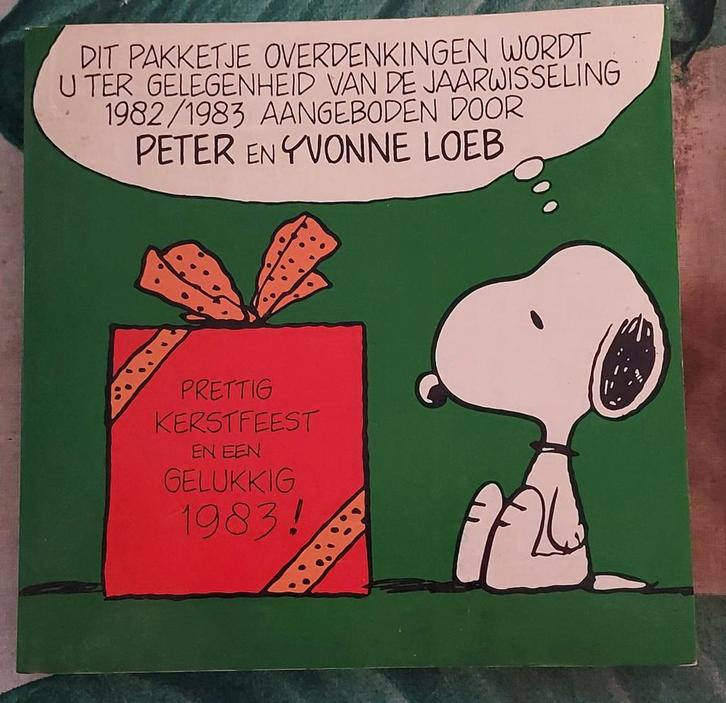 DIT PAKKETJE OVERDENKINGEN WORDT
U TER GELEGENHEID VAN DE JAARWISSELING
1982/1983 AANGEBODEN DOOR
PETER EN YVONNE LOEB
PRETTIG
KERSTFEEST
EN EEN
GELUKKIG
1983!